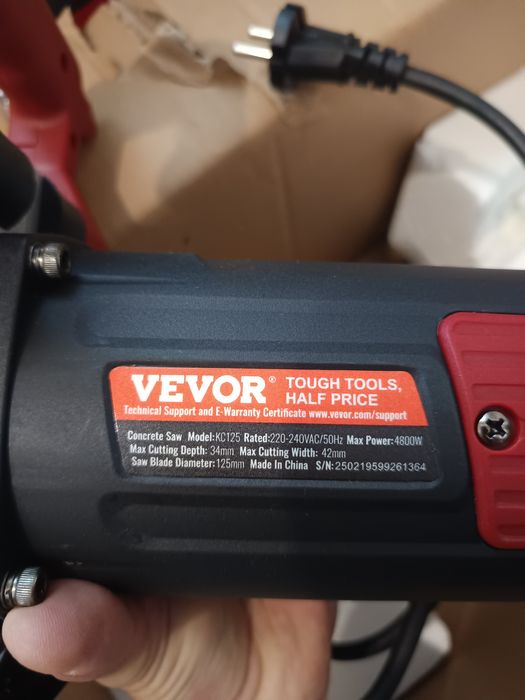 VEVOR® TOUGH TOOLS,
HALF PRICE
Technical Support and E-Warranty Certificate www.vevor.com/support
Concrete Saw Model:KC125 Rated:220-240VAC/50Hz Max Power:4800W
Max Cutting Depth: 34mm Max Cutting Width: 42mm
Saw Blade Diameter:125mm Made In China S/N:250219599261364